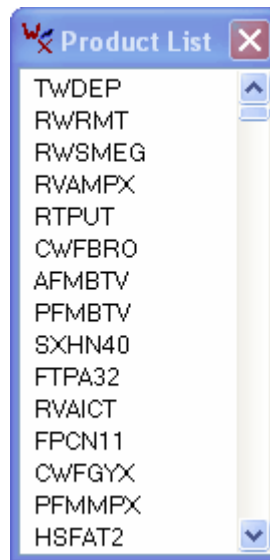 Product List
TWDEP
RWRMT
RWSMEG
RVAMPX
RTPUT
CWFBRO
AFMBTV
PFMBTV
SXHN40
FTPA32
RVAICT
FPCN11
CWFGYX
PFMMPX
HSFAT2